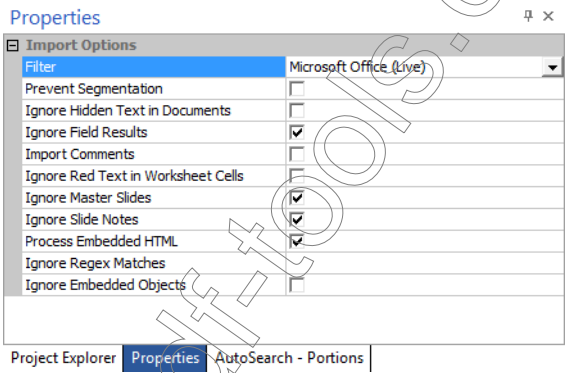 Properties
Import Options
Filter Microsoft Office (Live)
Prevent Segmentation
Ignore Hidden Text in Documents
Ignore Field Results
Import Comments
Ignore Red Text in Worksheet Cells
Ignore Master Slides
Ignore Slide Notes
Process Embedded HTML
Ignore Regex Matches
Ignore Embedded Objects
Project Explorer Properties AutoSearch - Portions
df-tools.